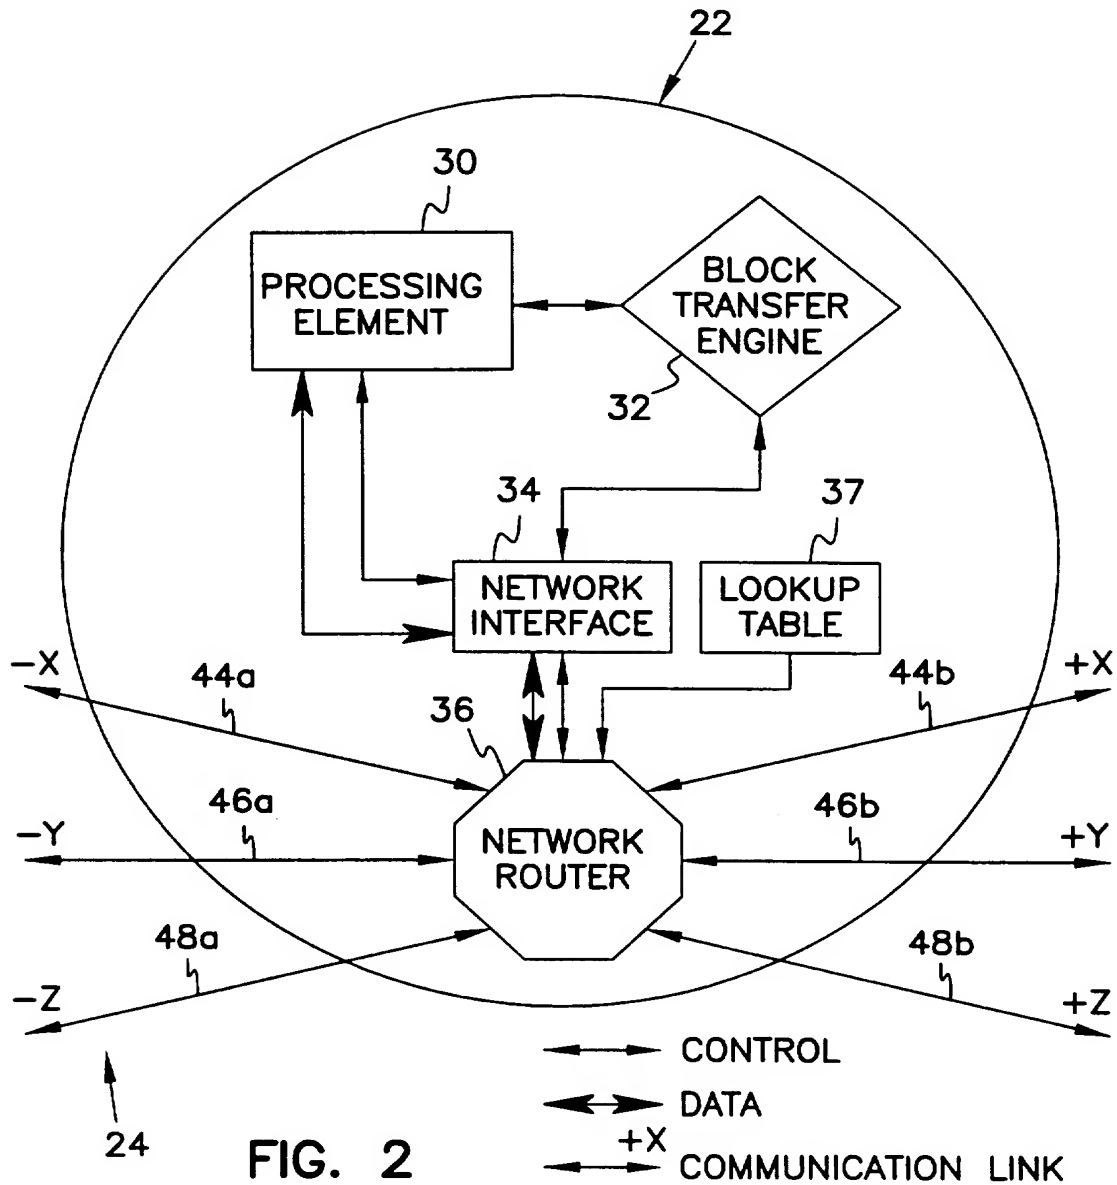 22
30
PROCESSING
ELEMENT
BLOCK
TRANSFER
ENGINE
32
34
37
NETWORK
INTERFACE
LOOKUP
TABLE
−X
44a
36
44b
+X
−Y
46a
NETWORK
ROUTER
46b
+Y
−Z
48a
48b
+Z
CONTROL
DATA
24
FIG. 2
+X
COMMUNICATION LINK